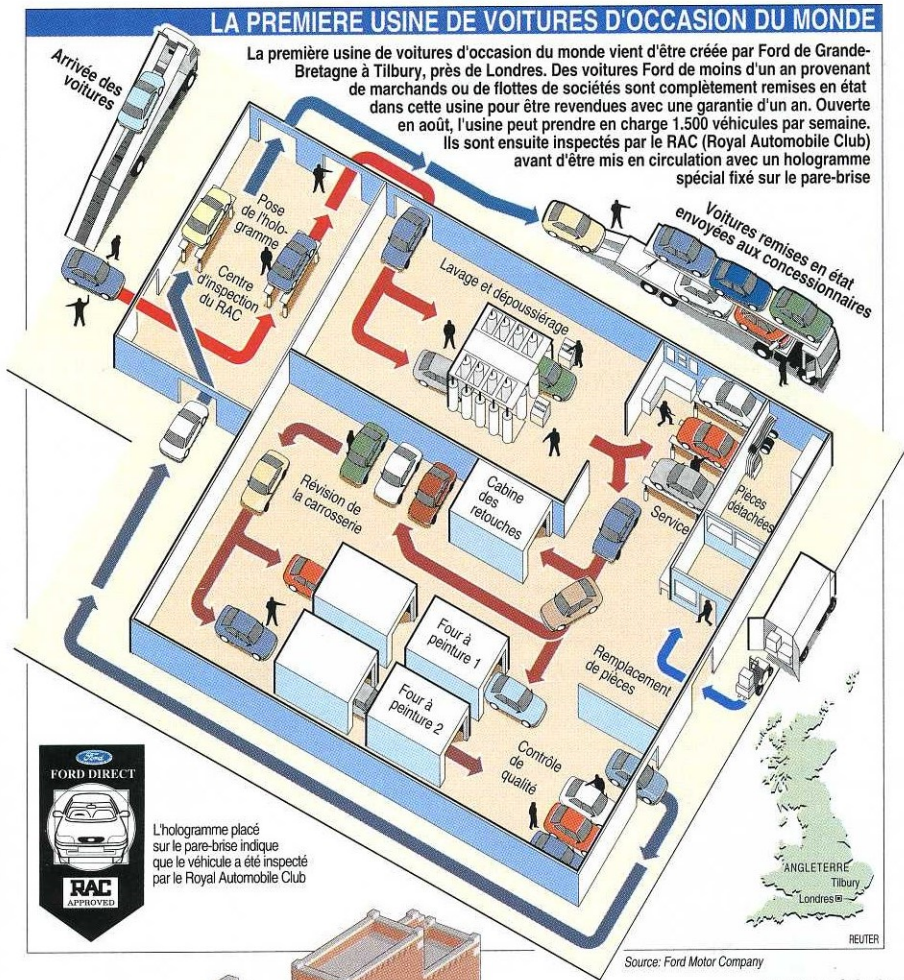 LA PREMIERE USINE DE VOITURES D'OCCASION DU MONDE
La première usine de voitures d'occasion du monde vient d'être créée par Ford de Grande-
Bretagne à Tilbury, près de Londres. Des voitures Ford de moins d'un an provenant
de marchands ou de flottes de sociétés sont complètement remises en état
dans cette usine pour être revendues avec une garantie d'un an. Ouverte
en août, l'usine peut prendre en charge 1.500 véhicules par semaine.
Ils sont ensuite inspectés par le RAC (Royal Automobile Club)
avant d'être mis en circulation avec un hologramme
spécial fixé sur le pare-brise
Arrivée des
voitures
Pose
de l'holo-
gramme
Centre
d'inspection
du RAC
Lavage et dépoussiérage
Voitures remises en état
envoyées aux concessionnaires
Révision de
la carrosserie
Cabine
des
retouches
Service
Pièces
détachées
Four à
peinture 1
Four à
peinture 2
Remplacement
de pièces
Contrôle
de
qualité
Ford
FORD DIRECT
RAC
APPROVED
L'hologramme placé
sur le pare-brise indique
que le véhicule a été inspecté
par le Royal Automobile Club
ANGLETERRE
Tilbury
Londres
REUTER
Source: Ford Motor Company